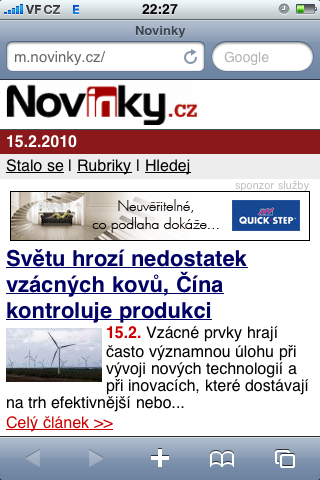 VF CZ E 22:27
Novinky
m.novinky.cz/ Google
Novinky.cz
15.2.2010
Stalo se | Rubriky | Hledej
sponzor služby
Neuvěřitelné,
co podlaha dokáže...
QUICK•STEP®
Světu hrozí nedostatek
vzácných kovů, Čína
kontroluje produkci
15.2. Vzácné prvky hrají
často významnou úlohu při
vývoji nových technologií a
při inovacích, které dostávají
na trh efektivnější nebo...
Celý článek >>